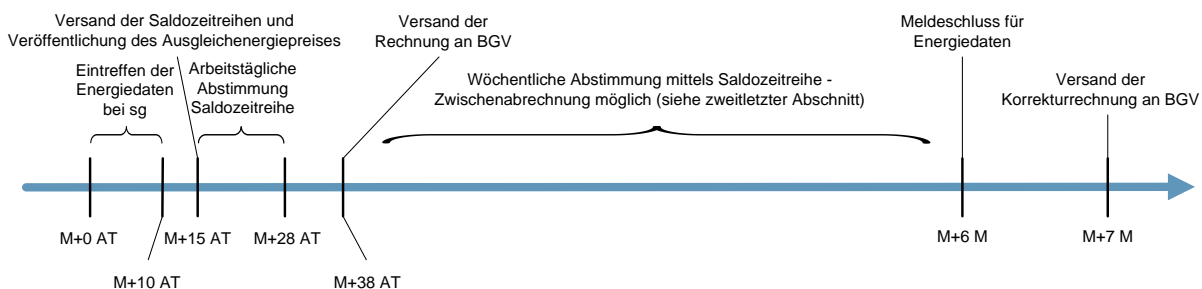 Versand der Saldozeitreihen und
Veröffentlichung des Ausgleichenergiepreises
Versand der
Rechnung an BGV
Meldeschluss für
Energiedaten
Eintreffen der
Energiedaten
bei sg
Arbeitstägliche
Abstimmung
Saldozeitreihe
Wöchentliche Abstimmung mittels Saldozeitreihe -
Zwischenabrechnung möglich (siehe zweitletzter Abschnitt)
Versand der
Korrekturrechnung an BGV
M+0 AT
M+15 AT
M+28 AT
M+6 M
M+7 M
M+10 AT
M+38 AT